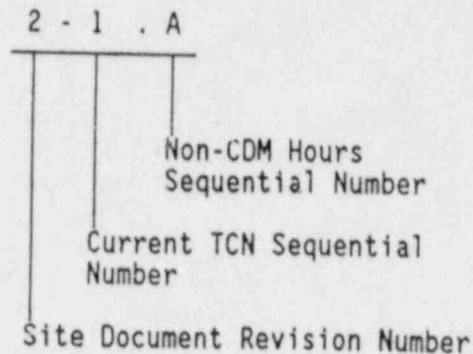 2 - 1 . A
Non-CDM Hours
Sequential Number
Current TCN Sequential
Number
Site Document Revision Number